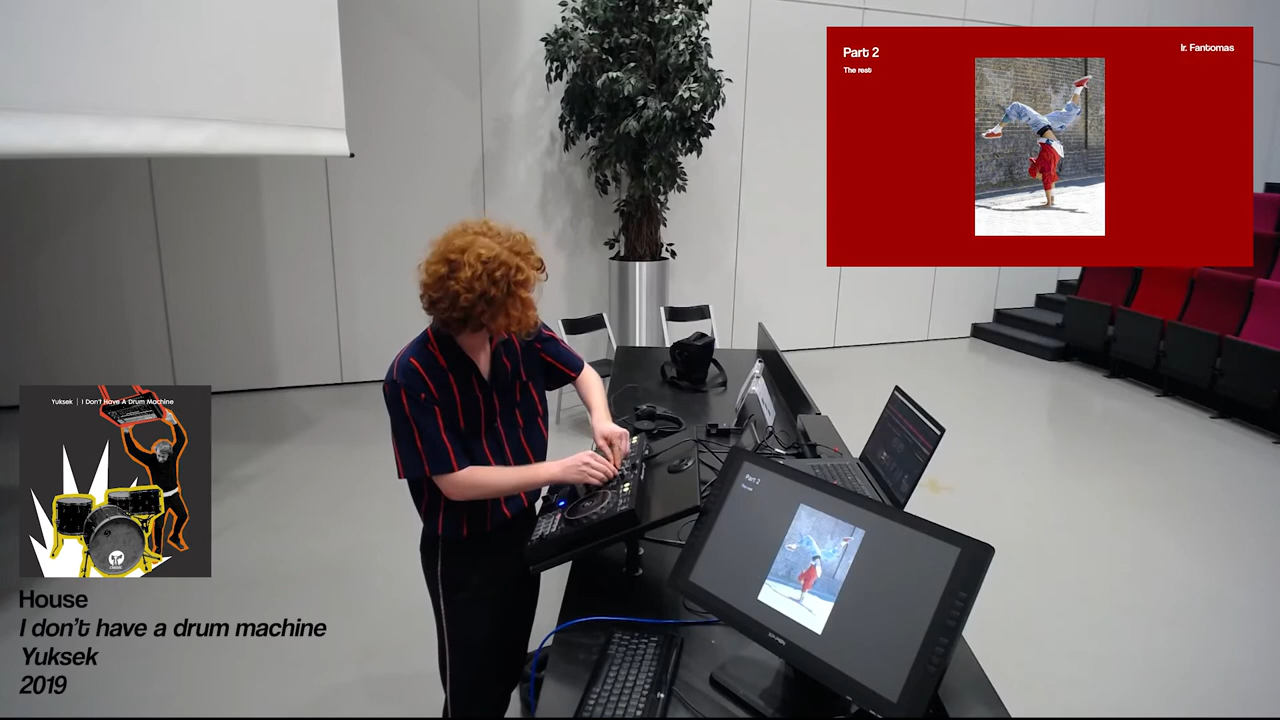 Part 2
The rest
Ir. Fantomas
Yuksek | I Don't Have A Drum Machine
Part 2
House
I don't have a drum machine
Yuksek
2019